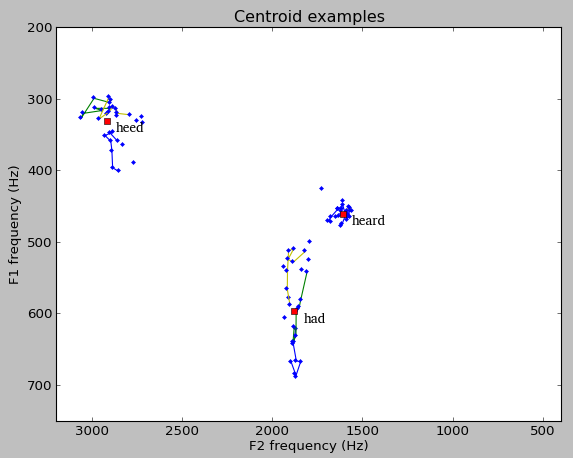 Centroid examples
200
300
400
500
600
700
F1 frequency (Hz)
heed
heard
had
3000
2500
2000
1500
1000
500
F2 frequency (Hz)